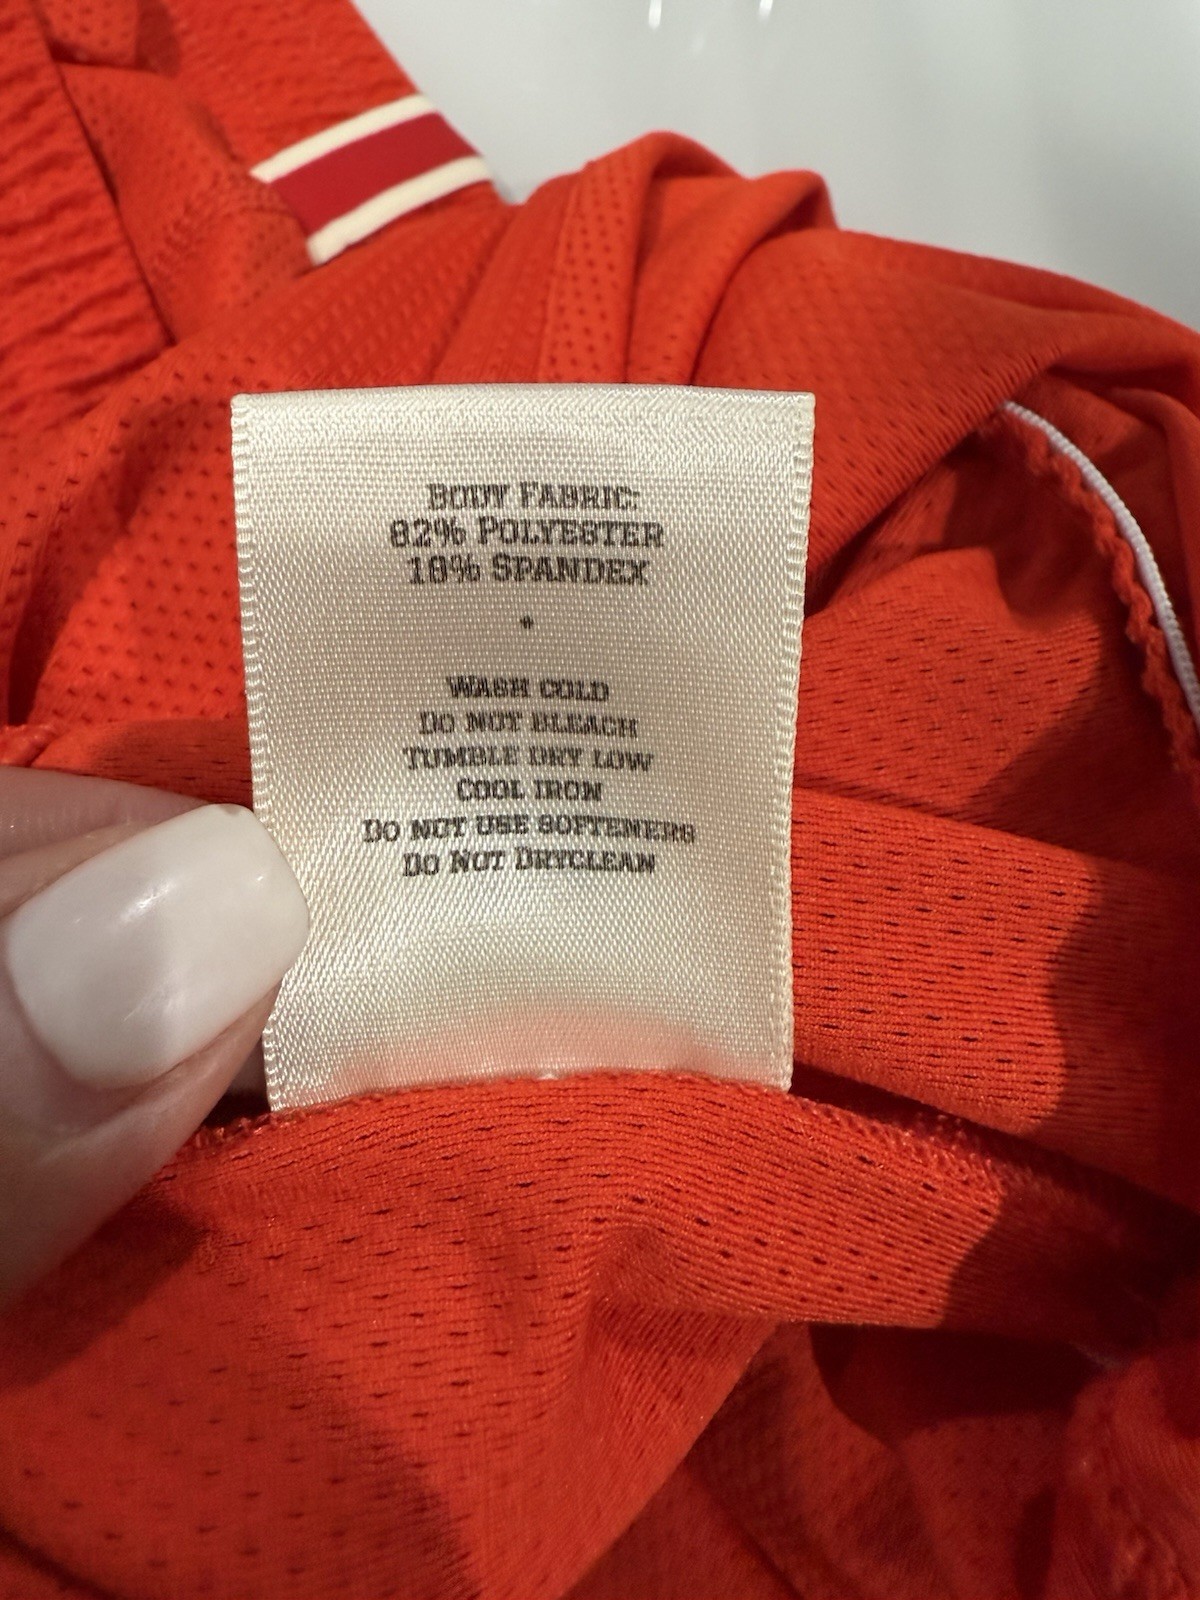 BODY FABRIC:
82% POLYESTER
18% SPANDEX
WASH COLD
DO NOT BLEACH
TUMBLE DRY LOW
COOL IRON
DO NOT USE SOFTENERS
DO NOT DRYCLEAN